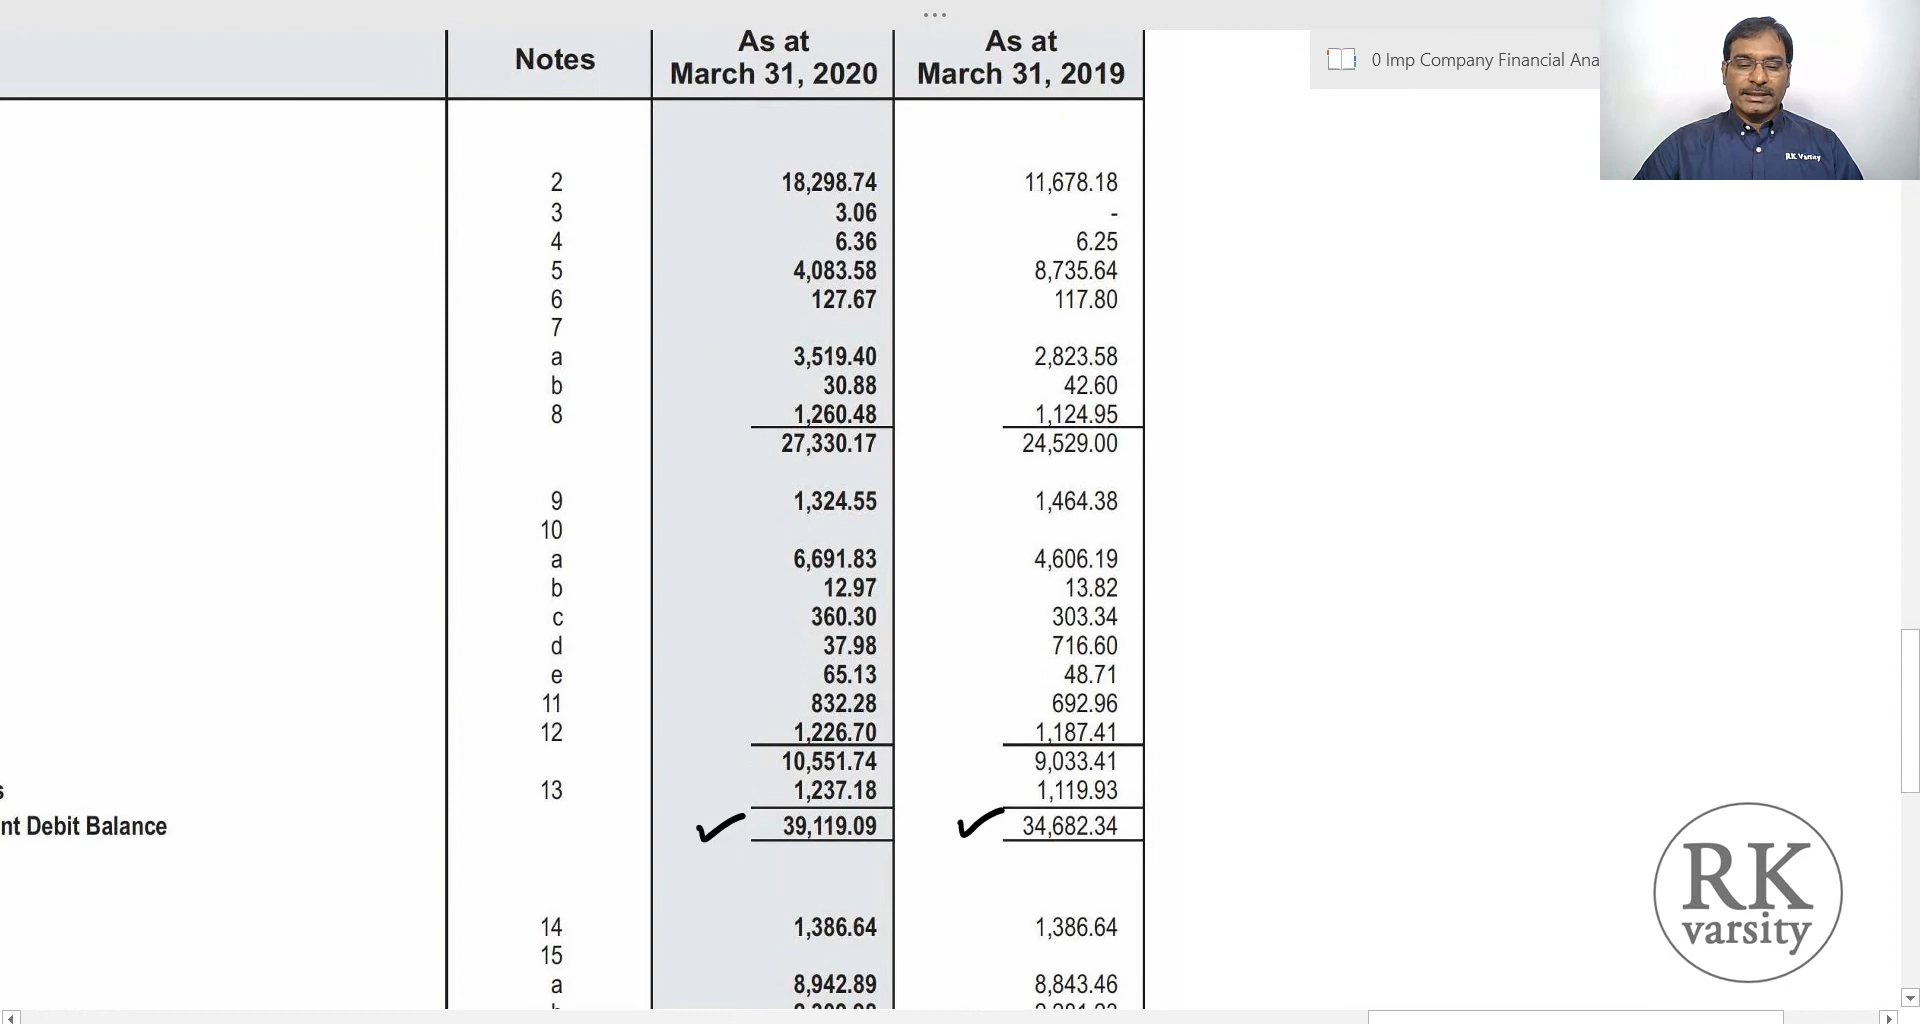 ...
As at As at
Notes March 31, 2020 March 31, 2019
0 Imp Company Financial Ana
RK Varsity
2 18,298.74 11,678.18
3 3.06 -
4 6.36 6.25
5 4,083.58 8,735.64
6 127.67 117.80
7
a 3,519.40 2,823.58
b 30.88 42.60
8 1,260.48 1,124.95
27,330.17 24,529.00
9 1,324.55 1,464.38
10
a 6,691.83 4,606.19
b 12.97 13.82
c 360.30 303.34
d 37.98 716.60
e 65.13 48.71
11 832.28 692.96
12 1,226.70 1,187.41
10,551.74 9,033.41
s 13 1,237.18 1,119.93
nt Debit Balance 39,119.09 34,682.34
14 1,386.64 1,386.64
15
a 8,942.89 8,843.46
RK
varsity